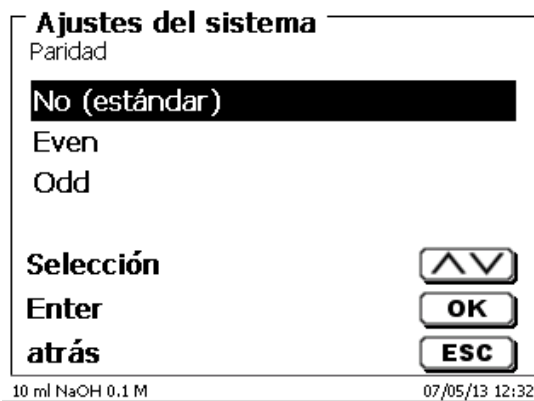 Ajustes del sistema
Paridad
No (estándar)
Even
Odd
Selección
Enter OK
atrás ESC
10 ml NaOH 0.1 M 07/05/13 12:32